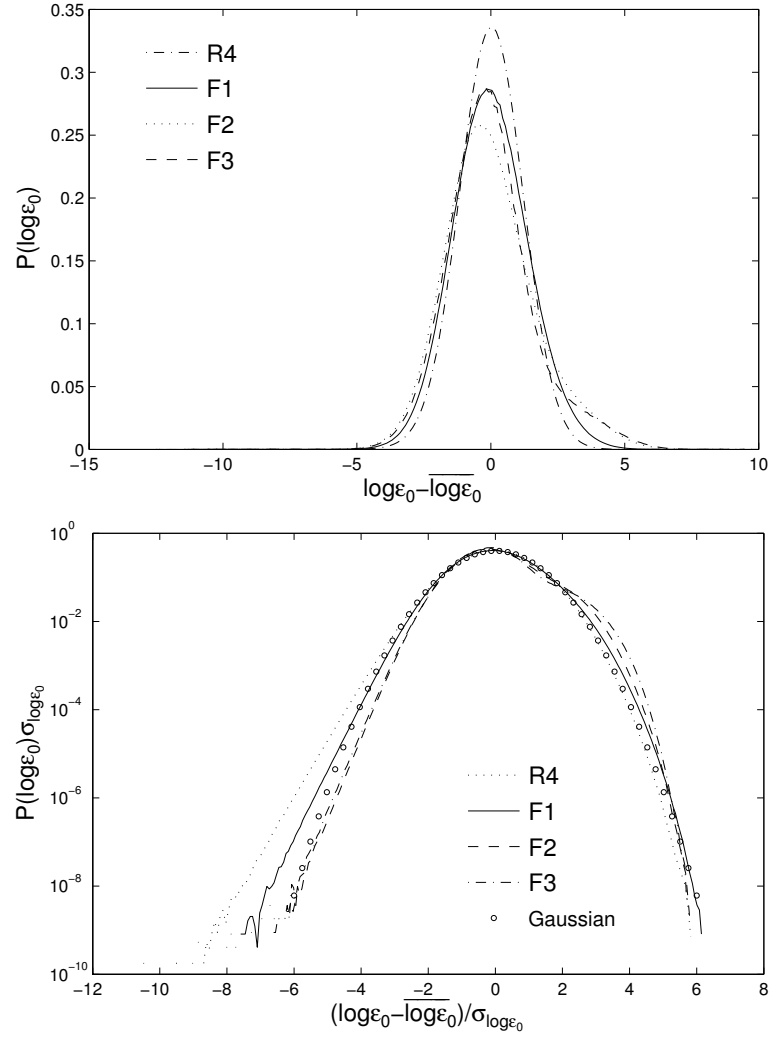 0.35
0.3
0.25
0.2
0.15
0.1
0.05
0
P(logε₀)
R4
F1
F2
F3
−15 −10 −5 0 5 10
logε₀−logε₀
10⁰
10⁻²
10⁻⁴
10⁻⁶
10⁻⁸
10⁻¹⁰
P(logε₀)σlogε₀
R4
F1
F2
F3
Gaussian
−12 −10 −8 −6 −4 −2 0 2 4 6 8
(logε₀−logε₀)/σlogε₀